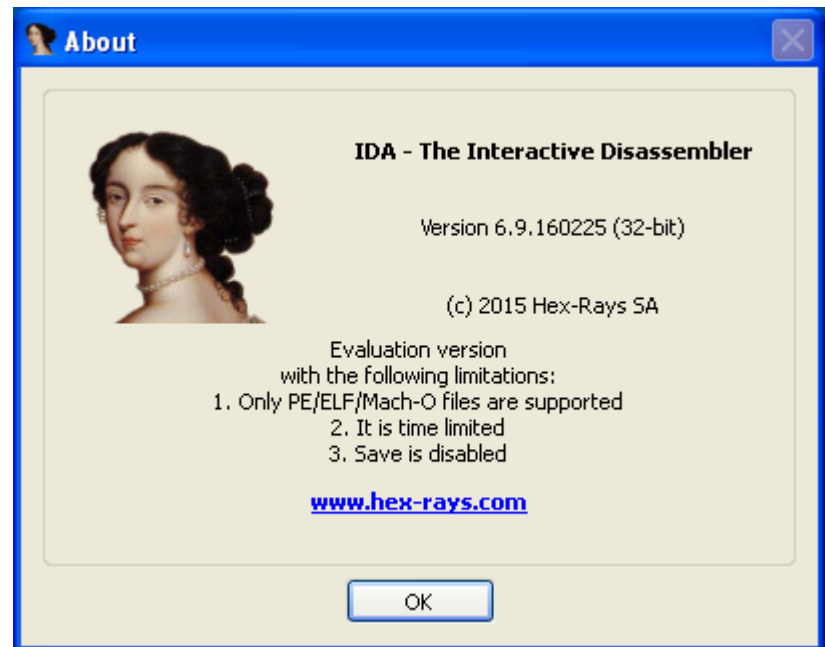 About
IDA - The Interactive Disassembler
Version 6.9.160225 (32-bit)
(c) 2015 Hex-Rays SA
Evaluation version
with the following limitations:
1. Only PE/ELF/Mach-O files are supported
2. It is time limited
3. Save is disabled
www.hex-rays.com
OK